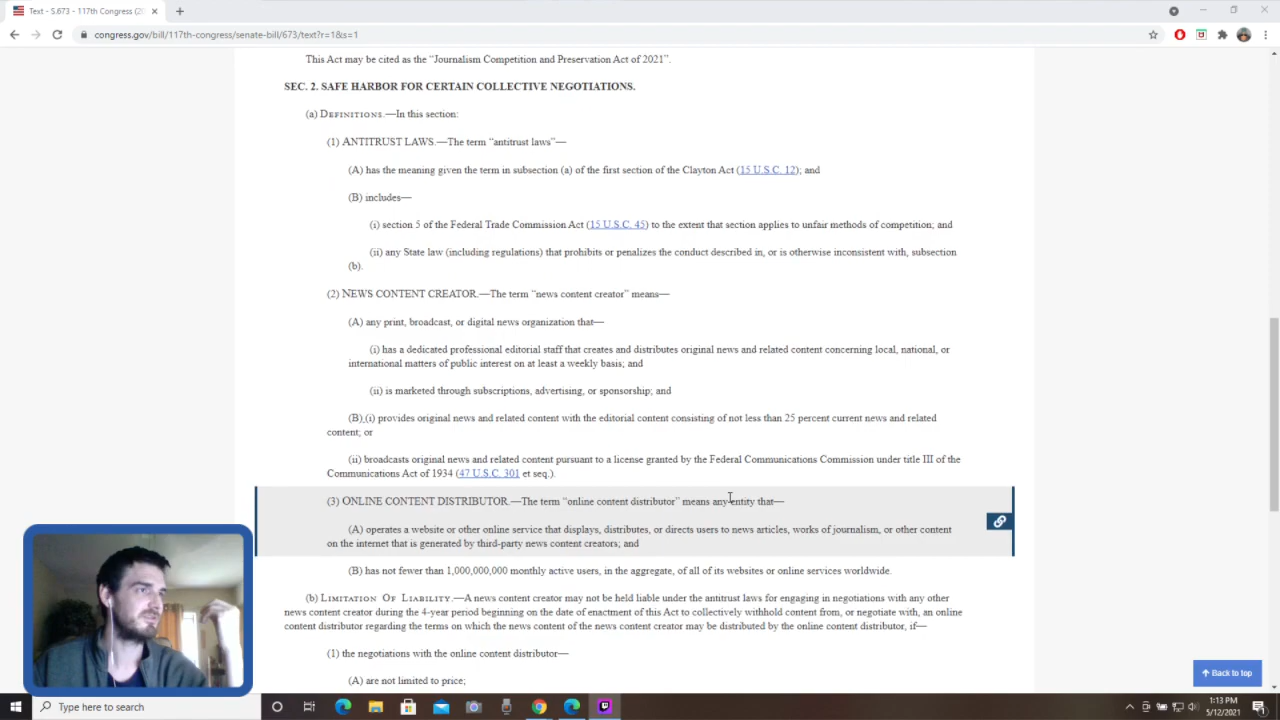 Text - S.673 - 117th Congress (20
congress.gov/bill/117th-congress/senate-bill/673/text?r=1&s=1
This Act may be cited as the “Journalism Competition and Preservation Act of 2021”.
SEC. 2. SAFE HARBOR FOR CERTAIN COLLECTIVE NEGOTIATIONS.
(a) DEFINITIONS.—In this section:
(1) ANTITRUST LAWS.—The term “antitrust laws”—
(A) has the meaning given the term in subsection (a) of the first section of the Clayton Act (15 U.S.C. 12); and
(B) includes—
(i) section 5 of the Federal Trade Commission Act (15 U.S.C. 45) to the extent that section applies to unfair methods of competition; and
(ii) any State law (including regulations) that prohibits or penalizes the conduct described in, or is otherwise inconsistent with, subsection
(b).
(2) NEWS CONTENT CREATOR.—The term “news content creator” means—
(A) any print, broadcast, or digital news organization that—
(i) has a dedicated professional editorial staff that creates and distributes original news and related content concerning local, national, or
international matters of public interest on at least a weekly basis; and
(ii) is marketed through subscriptions, advertising, or sponsorship; and
(B) (i) provides original news and related content with the editorial content consisting of not less than 25 percent current news and related
content; or
(ii) broadcasts original news and related content pursuant to a license granted by the Federal Communications Commission under title III of the
Communications Act of 1934 (47 U.S.C. 301 et seq.).
(3) ONLINE CONTENT DISTRIBUTOR.—The term “online content distributor” means any entity that—
(A) operates a website or other online service that displays, distributes, or directs users to news articles, works of journalism, or other content
on the internet that is generated by third-party news content creators; and
(B) has not fewer than 1,000,000,000 monthly active users, in the aggregate, of all of its websites or online services worldwide.
(b) LIMITATION OF LIABILITY.—A news content creator may not be held liable under the antitrust laws for engaging in negotiations with any other
news content creator during the 4-year period beginning on the date of enactment of this Act to collectively withhold content from, or negotiate with, an online
content distributor regarding the terms on which the news content of the news content creator may be distributed by the online content distributor, if—
(1) the negotiations with the online content distributor—
(A) are not limited to price;
Back to top
Type here to search
1:13 PM
5/12/2021